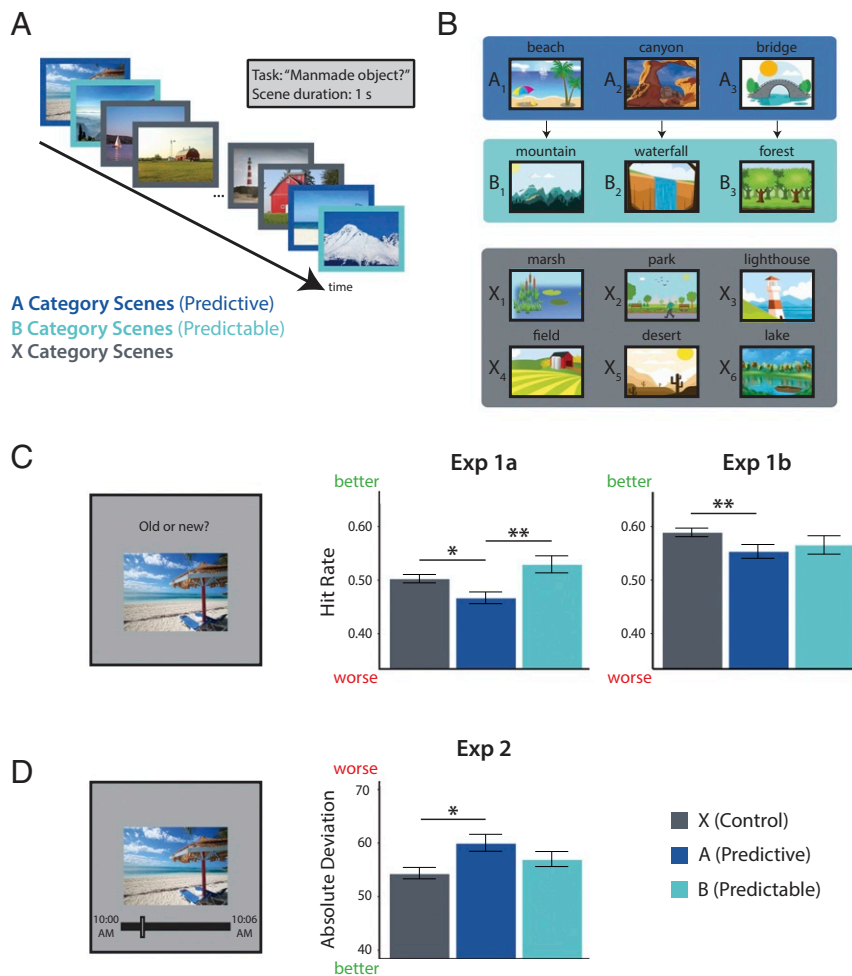 A
Task: “Manmade object?”
Scene duration: 1 s
...
time
A Category Scenes (Predictive)
B Category Scenes (Predictable)
X Category Scenes
B
beach canyon bridge
A1 A2 A3
mountain waterfall forest
B1 B2 B3
marsh park lighthouse
X1 X2 X3
field desert lake
X4 X5 X6
C
Old or new?
Exp 1a
better
Hit Rate
0.60
0.50
0.40
* **
worse
Exp 1b
better
0.60
0.50
0.40
**
worse
D
10:00 AM
10:06 AM
Exp 2
worse
Absolute Deviation
70
60
50
40
*
better
X (Control)
A (Predictive)
B (Predictable)